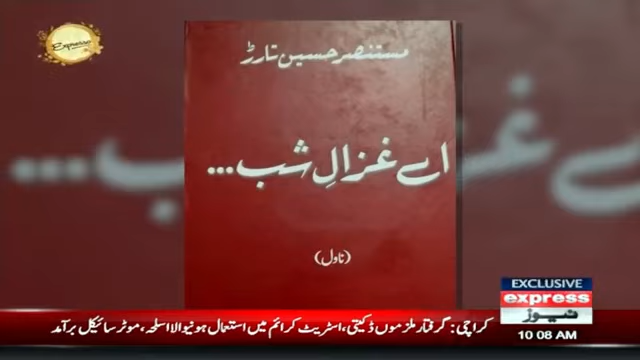 Expresso
مستنصر حسین تارڑ
اے غزالِ شب...
(ناول)
EXCLUSIVE
express
نیوز
10:08 AM
کراچی : گرفتار ملزموں ڈکیتی، اسٹریٹ کرائم میں استعمال ہونیوالا اسلحہ، موٹر سائیکل برآمد